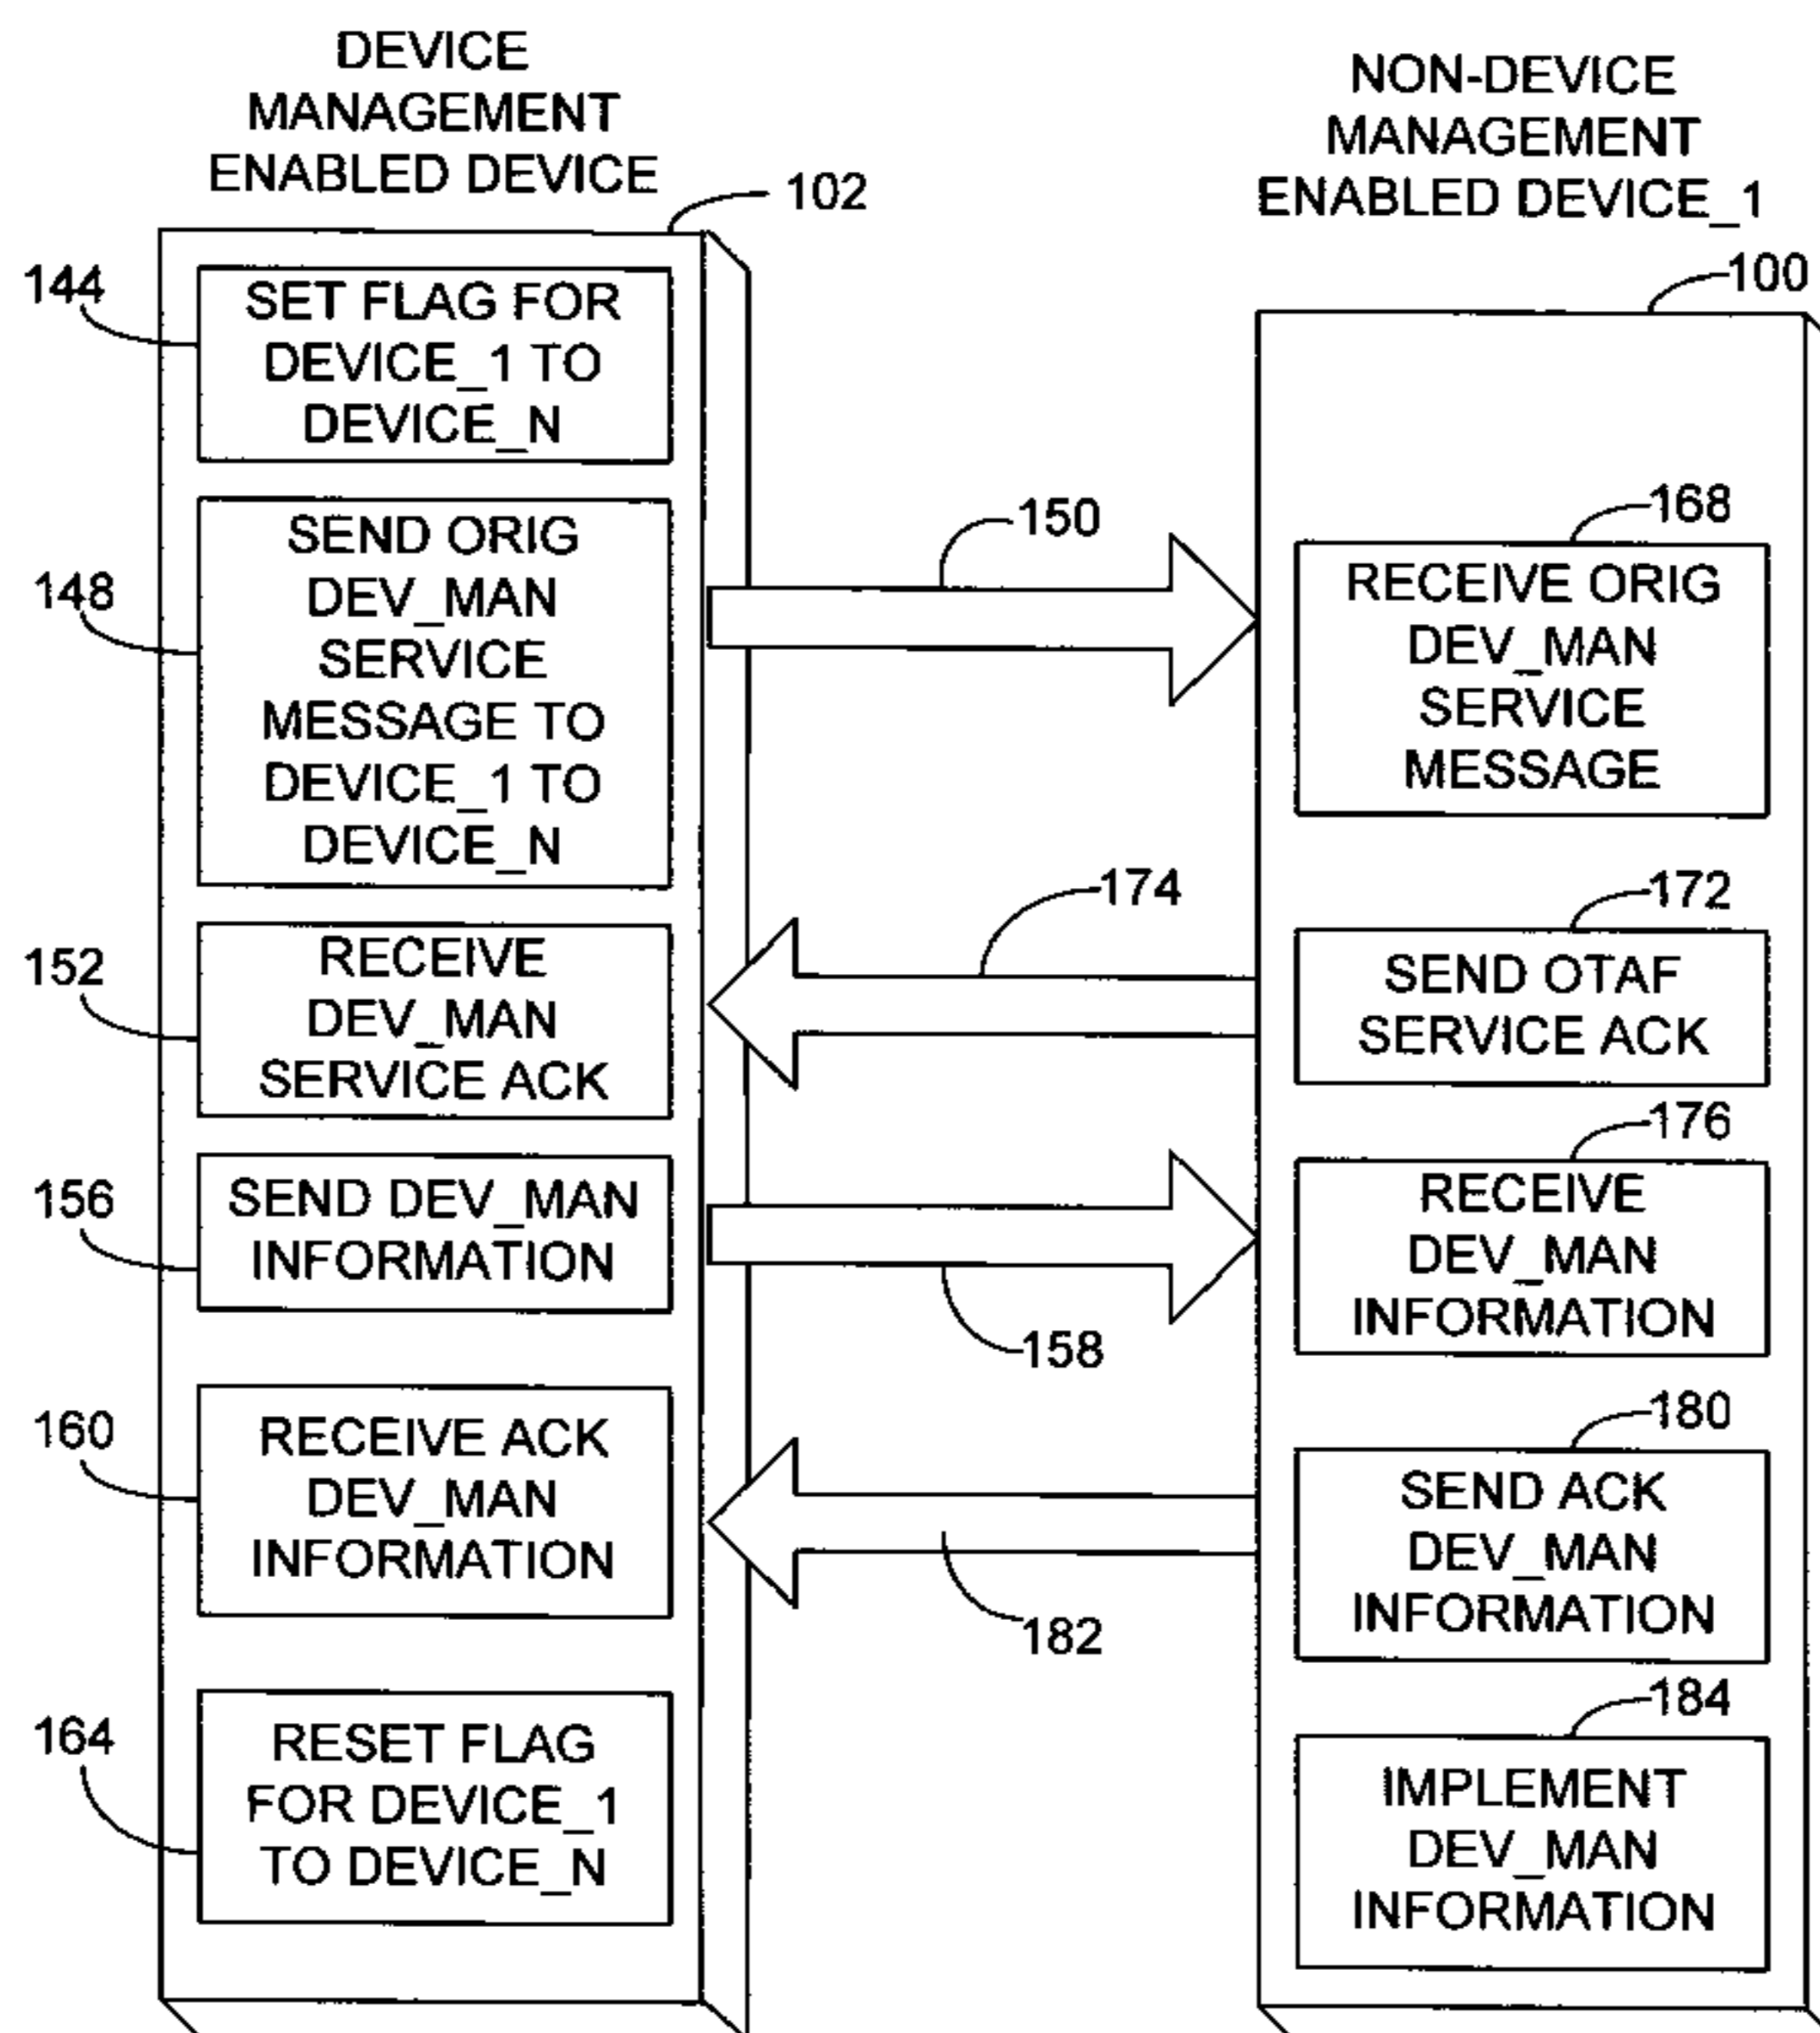 DEVICE
MANAGEMENT
ENABLED DEVICE
102
144
SET FLAG FOR
DEVICE_1 TO
DEVICE_N
148
SEND ORIG
DEV_MAN
SERVICE
MESSAGE TO
DEVICE_1 TO
DEVICE_N
152
RECEIVE
DEV_MAN
SERVICE ACK
156
SEND DEV_MAN
INFORMATION
160
RECEIVE ACK
DEV_MAN
INFORMATION
164
RESET FLAG
FOR DEVICE_1
TO DEVICE_N
150
174
158
182
NON-DEVICE
MANAGEMENT
ENABLED DEVICE_1
100
168
RECEIVE ORIG
DEV_MAN
SERVICE
MESSAGE
172
SEND OTAF
SERVICE ACK
176
RECEIVE
DEV_MAN
INFORMATION
180
SEND ACK
DEV_MAN
INFORMATION
184
IMPLEMENT
DEV_MAN
INFORMATION